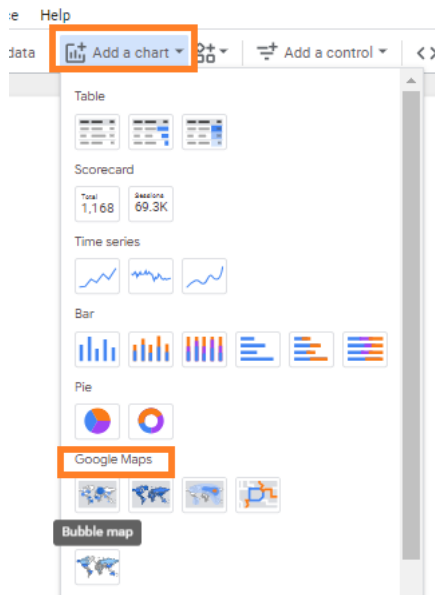 ce Help
data Add a chart Add a control
Table
Scorecard
Total
1,168
Sessions
69.3K
Time series
Bar
Pie
Google Maps
Bubble map